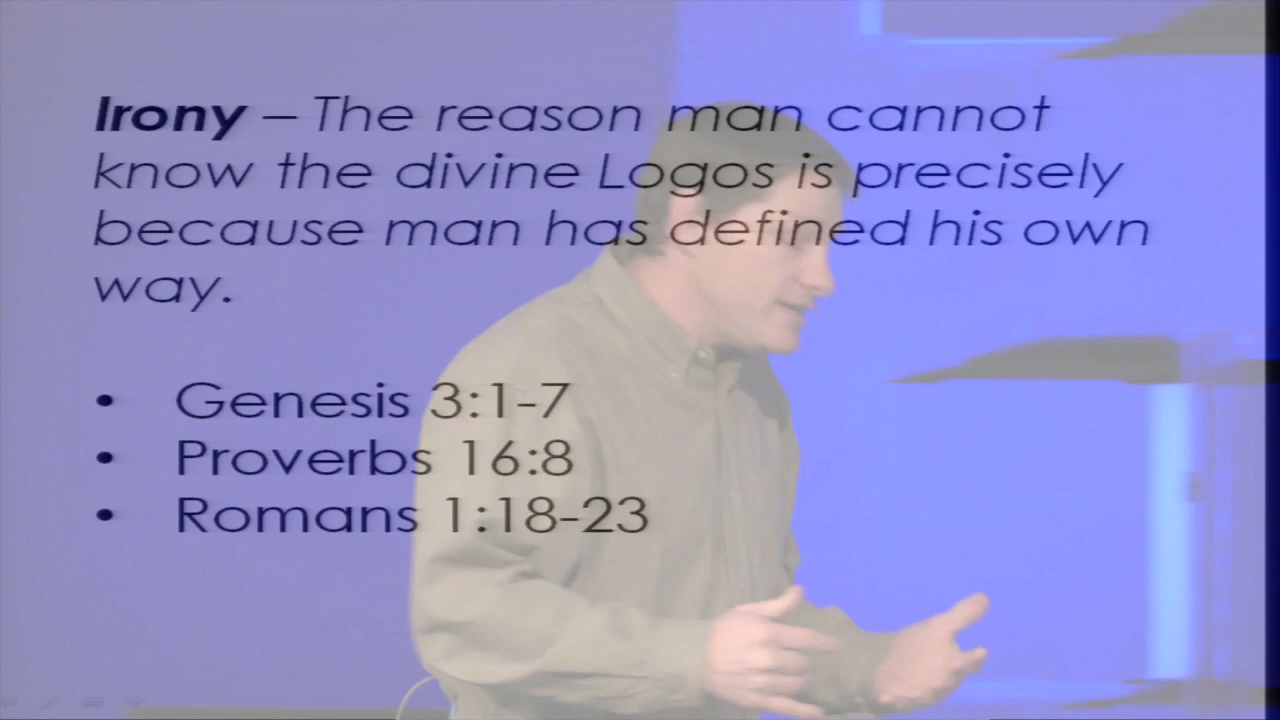 Irony – The reason man cannot
know the divine Logos is precisely
because man has defined his own
way.
• Genesis 3:1-7
• Proverbs 16:8
• Romans 1:18-23